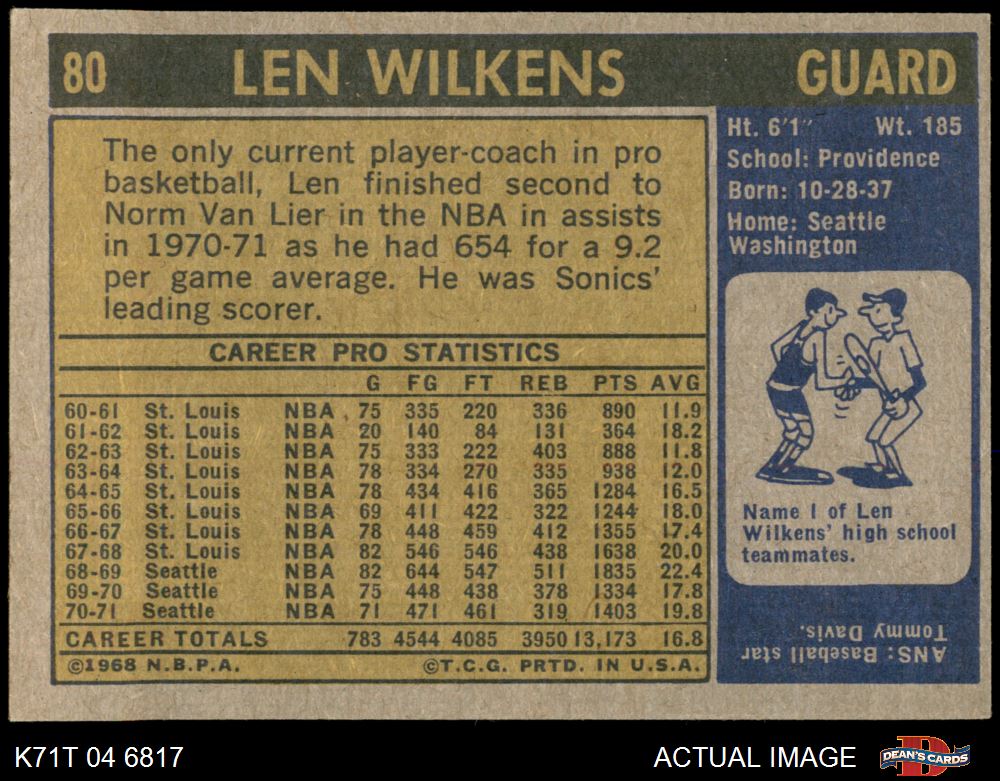 80 LEN WILKENS GUARD
The only current player-coach in pro
basketball, Len finished second to
Norm Van Lier in the NBA in assists
in 1970-71 as he had 654 for a 9.2
per game average. He was Sonics'
leading scorer.
CAREER PRO STATISTICS
G FG FT REB PTS AVG
60-61 St. Louis NBA 75 335 220 336 890 11.9
61-62 St. Louis NBA 20 140 84 131 364 18.2
62-63 St. Louis NBA 75 333 222 403 888 11.8
63-64 St. Louis NBA 78 334 270 335 938 12.0
64-65 St. Louis NBA 78 434 416 365 1284 16.5
65-66 St. Louis NBA 69 411 422 322 1244 18.0
66-67 St. Louis NBA 78 448 459 412 1355 17.4
67-68 St. Louis NBA 82 546 546 438 1638 20.0
68-69 Seattle NBA 82 644 547 511 1835 22.4
69-70 Seattle NBA 75 448 438 378 1334 17.8
70-71 Seattle NBA 71 471 461 319 1403 19.8
CAREER TOTALS 783 4544 4085 3950 13,173 16.8
©1968 N.B.P.A. ©T.C.G. PRTD. IN U.S.A.
Ht. 6'1" Wt. 185
School: Providence
Born: 10-28-37
Home: Seattle
Washington
Name 1 of Len
Wilkens' high school
teammates.
ANS: Baseball star
Tommy Davis.
K71T 04 6817 ACTUAL IMAGE DEAN'S CARDS